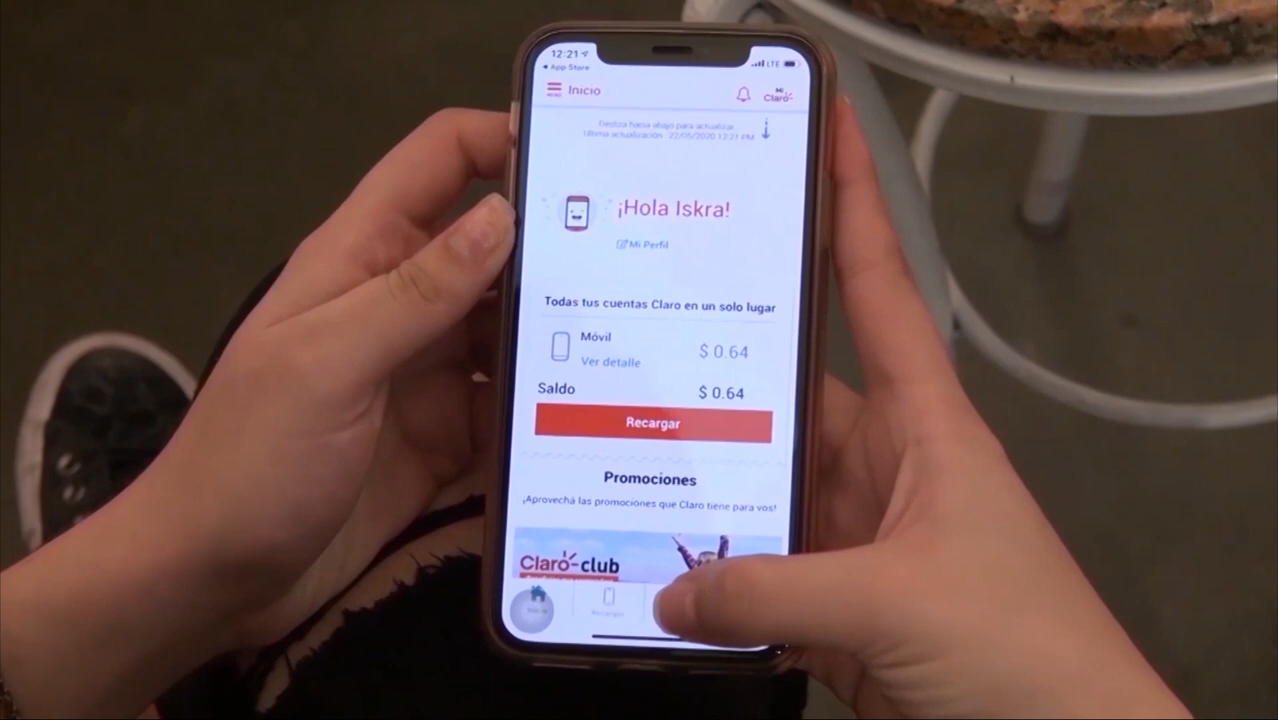 12:21
App Store
LTE
Inicio
Mi
Claro
Desliza hacia abajo para actualizar
Última actualización : 22/05/2020 12:21 PM
¡Hola Iskra!
Mi Perfil
Todas tus cuentas Claro en un solo lugar
Móvil
$ 0.64
Ver detalle
Saldo
$ 0.64
Recargar
Promociones
¡Aprovechá las promociones que Claro tiene para vos!
Claro-club
Recargar